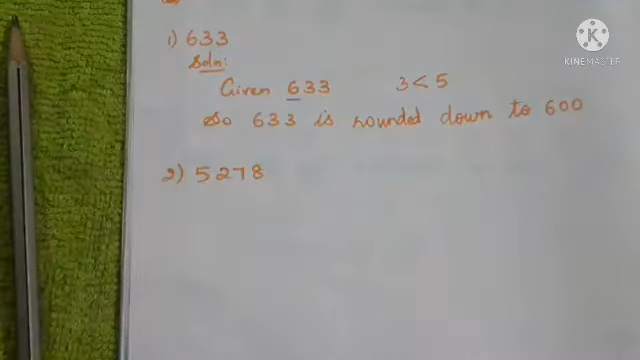 1) 633
Soln:
Given 633 3 < 5
So 633 is rounded down to 600
2) 5278
KINEMASTER